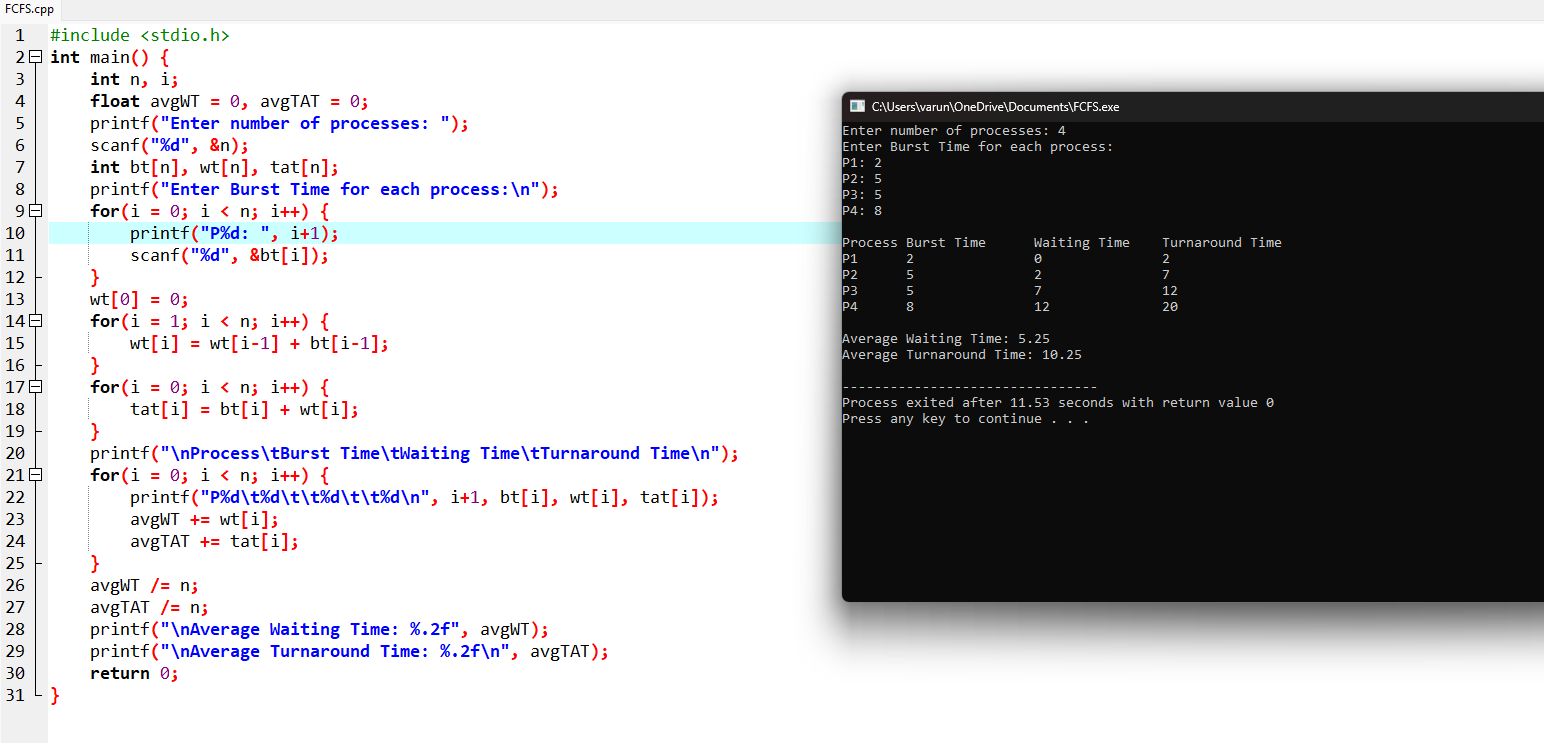 FCFS.cpp
1 #include <stdio.h>
2 int main() {
3 int n, i;
4 float avgWT = 0, avgTAT = 0;
5 printf("Enter number of processes: ");
6 scanf("%d", &n);
7 int bt[n], wt[n], tat[n];
8 printf("Enter Burst Time for each process:\n");
9 for(i = 0; i < n; i++) {
10 printf("P%d: ", i+1);
11 scanf("%d", &bt[i]);
12 }
13 wt[0] = 0;
14 for(i = 1; i < n; i++) {
15 wt[i] = wt[i-1] + bt[i-1];
16 }
17 for(i = 0; i < n; i++) {
18 tat[i] = bt[i] + wt[i];
19 }
20 printf("\nProcess\tBurst Time\tWaiting Time\tTurnaround Time\n");
21 for(i = 0; i < n; i++) {
22 printf("P%d\t%d\t\t%d\t\t%d\n", i+1, bt[i], wt[i], tat[i]);
23 avgWT += wt[i];
24 avgTAT += tat[i];
25 }
26 avgWT /= n;
27 avgTAT /= n;
28 printf("\nAverage Waiting Time: %.2f", avgWT);
29 printf("\nAverage Turnaround Time: %.2f\n", avgTAT);
30 return 0;
31 }
C:\Users\varun\OneDrive\Documents\FCFS.exe
Enter number of processes: 4
Enter Burst Time for each process:
P1: 2
P2: 5
P3: 5
P4: 8
Process Burst Time Waiting Time Turnaround Time
P1 2 0 2
P2 5 2 7
P3 5 7 12
P4 8 12 20
Average Waiting Time: 5.25
Average Turnaround Time: 10.25
--------------------------------
Process exited after 11.53 seconds with return value 0
Press any key to continue . . .